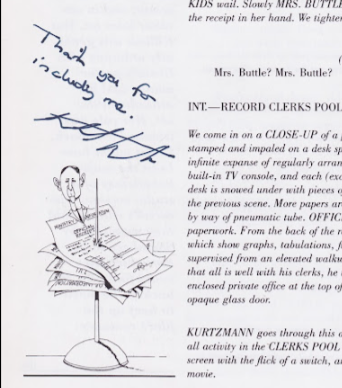 KIDS wail. Slowly MRS. BUTTLE
the receipt in her hand. We tighten
Thank you for
including me.
(
Mrs. Buttle? Mrs. Buttle?
INT.—RECORD CLERKS POOL
We come in on a CLOSE-UP of a p
stamped and impaled on a desk sp
infinite expanse of regularly arran
built-in TV console, and each (exc
desk is snowed under with pieces o
the previous scene. More papers ar
by way of pneumatic tube. OFFIC
paperwork. From the back of the r
which show graphs, tabulations, f
supervised from an elevated walkw
that all is well with his clerks, he
enclosed private office at the top of
opaque glass door.
KURTZMANN goes through this d
all activity in the CLERKS POOL
screen with the flick of a switch, an
movie.